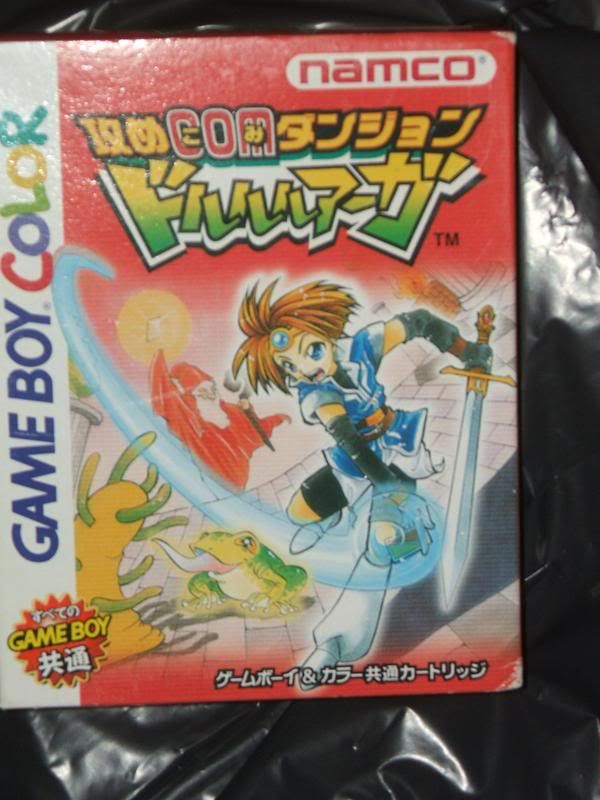 namco®
攻めCOMダンジョン
こ み
ドルルルアーガ
TM
GAME BOY® COLOR
すべての
GAME BOY
共通
ゲームボーイ&カラー共通カートリッジ